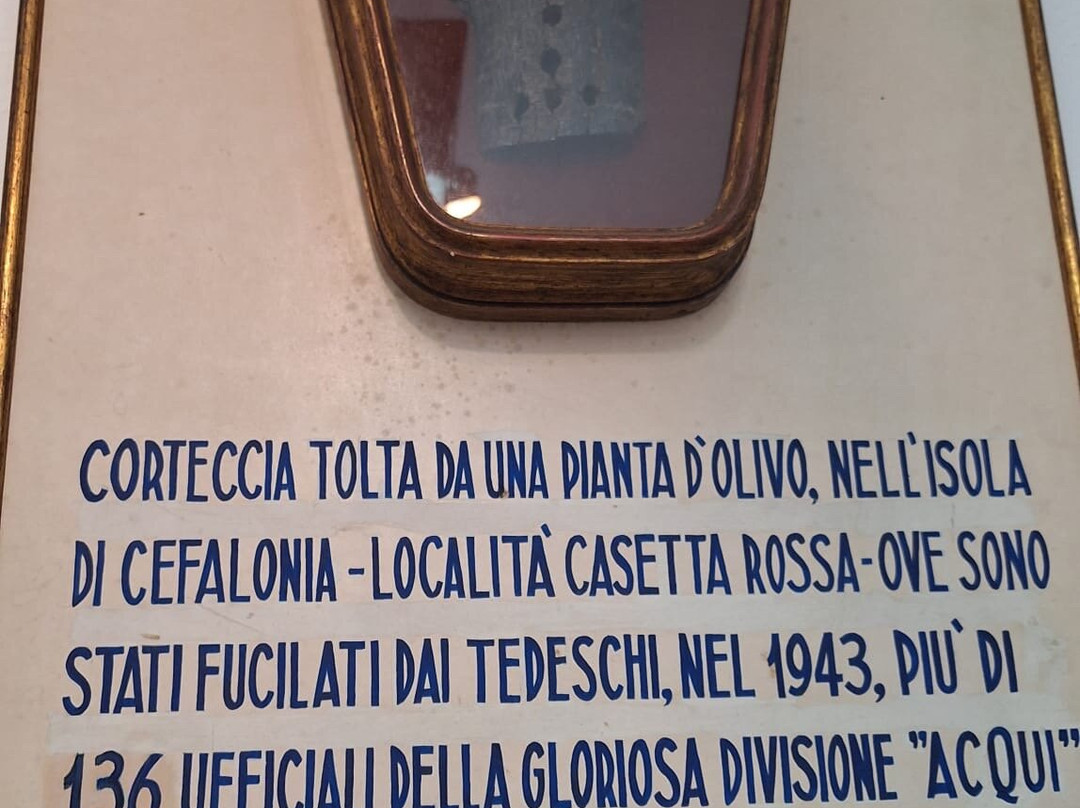 CORTECCIA TOLTA DA UNA PIANTA D'OLIVO, NELL'ISOLA
DI CEFALONIA - LOCALITÀ CASETTA ROSSA - OVE SONO
STATI FUCILATI DAI TEDESCHI, NEL 1943, PIÙ DI
136 UFFICIALI DELLA GLORIOSA DIVISIONE "ACQUI"